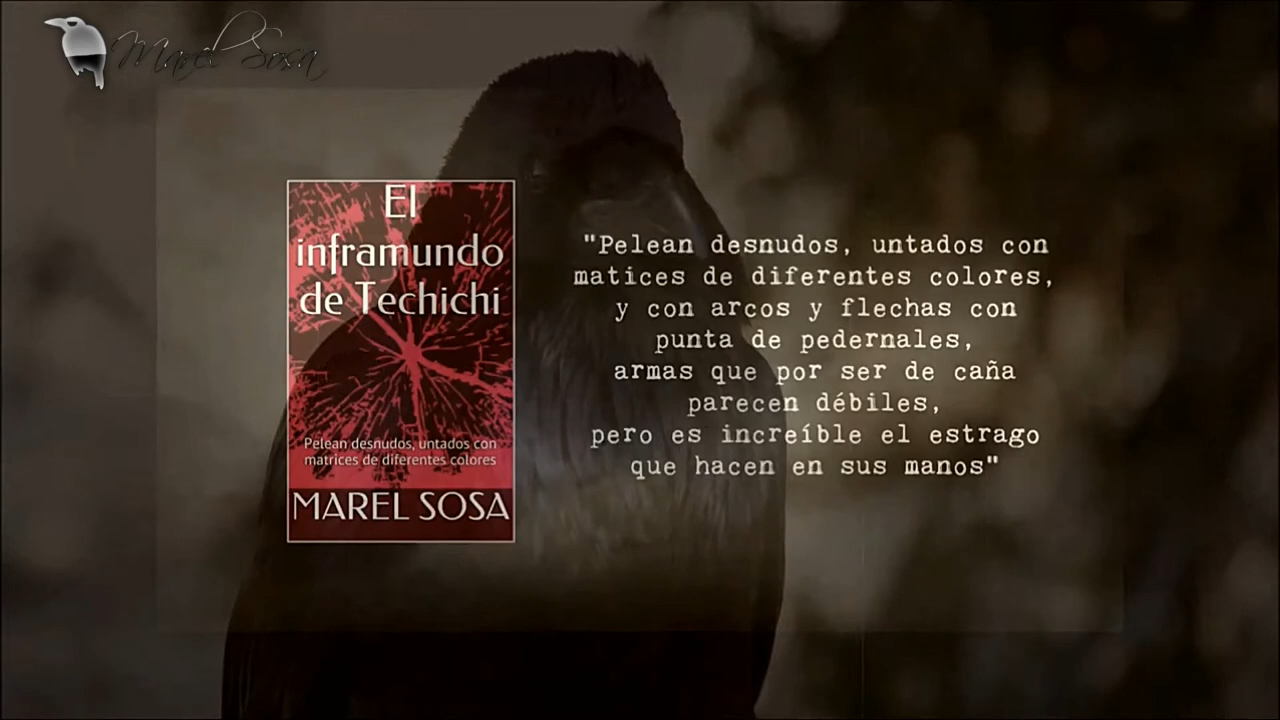 Marel Sosa
El
inframundo
de Techichi
Pelean desnudos, untados con
matrices de diferentes colores
MAREL SOSA
"Pelean desnudos, untados con
matices de diferentes colores,
y con arcos y flechas con
punta de pedernales,
armas que por ser de caña
parecen débiles,
pero es increíble el estrago
que hacen en sus manos"